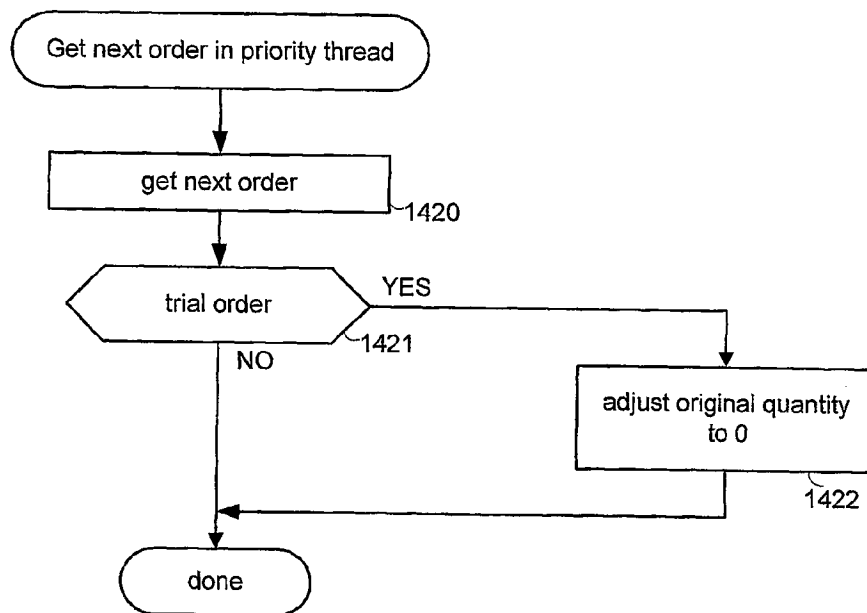 Get next order in priority thread
get next order
1420
trial order
YES
1421
NO
adjust original quantity
to 0
1422
done